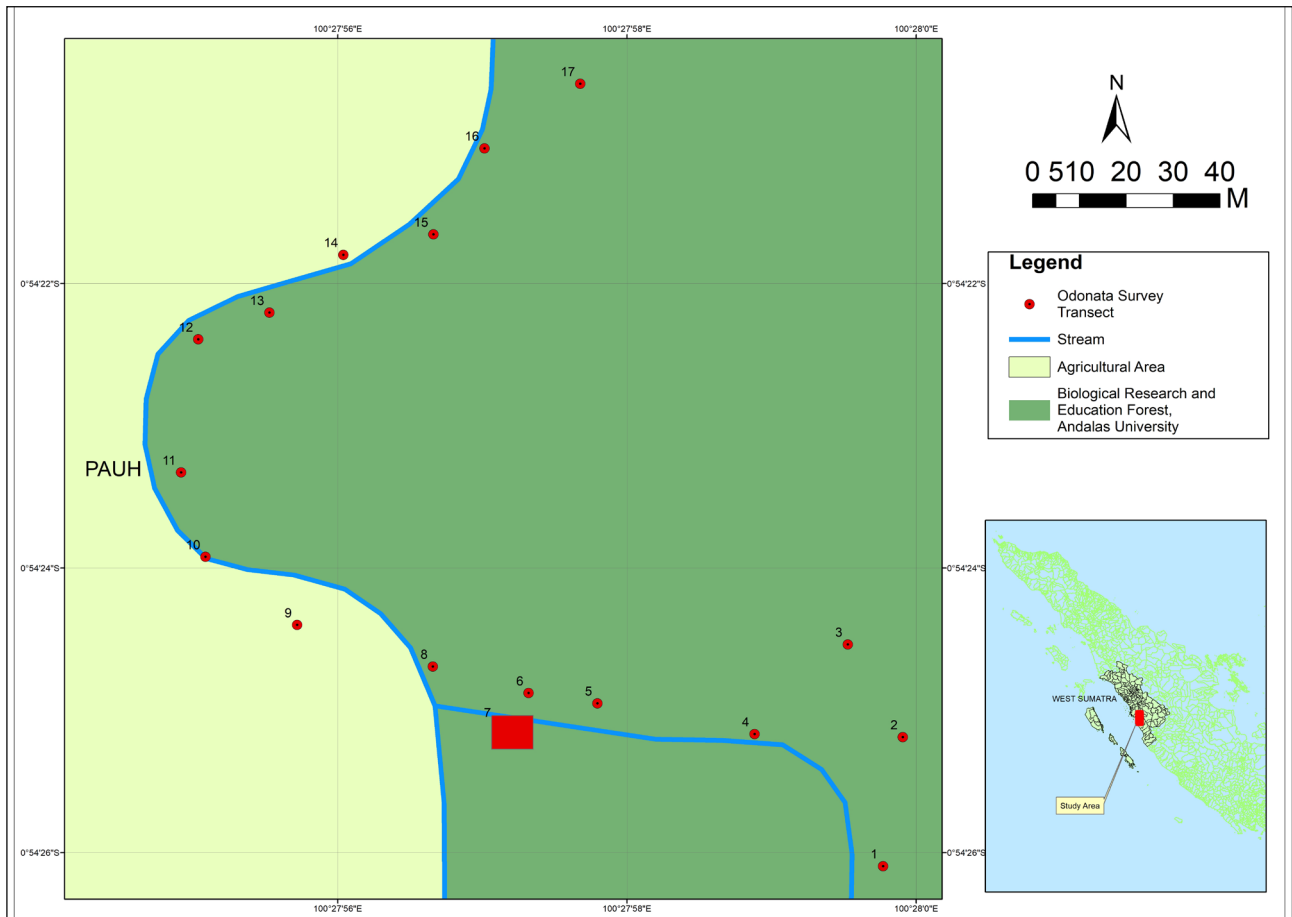 100°27'56"E
100°27'58"E
100°28'0"E
17
16
15
14
0°54'22"S
0°54'22"S
13
12
PAUH
11
10
0°54'24"S
0°54'24"S
9
3
8
6
5
7
4
2
0°54'26"S
0°54'26"S
1
100°27'56"E
100°27'58"E
100°28'0"E
N
0 510 20 30 40
M
Legend
Odonata Survey
Transect
Stream
Agricultural Area
Biological Research and
Education Forest,
Andalas University
WEST SUMATRA
Study Area